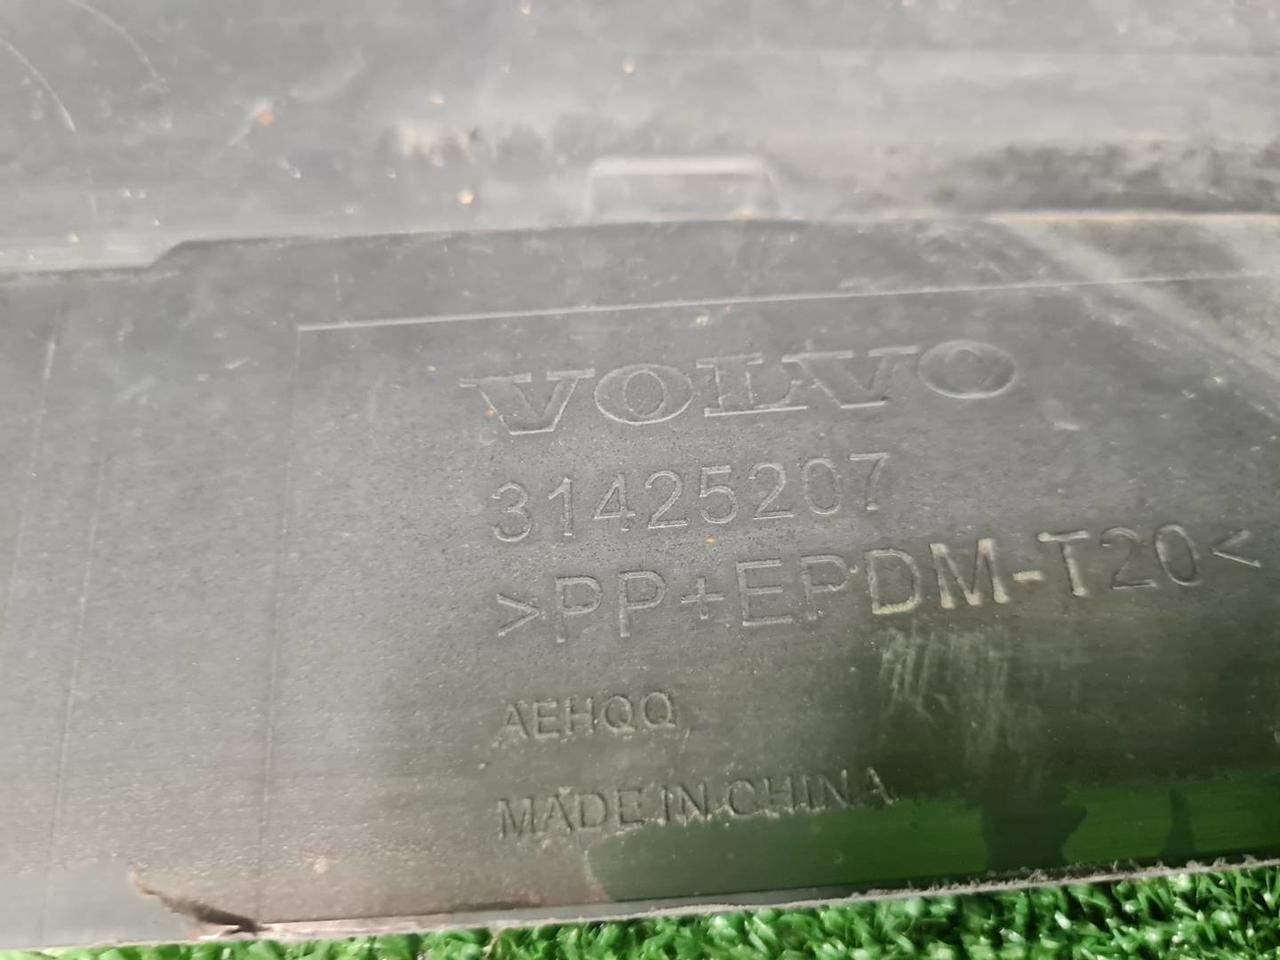 VOLVO
31425207
>PP+EPDM-T20<
AEHQQ
MADE IN CHINA